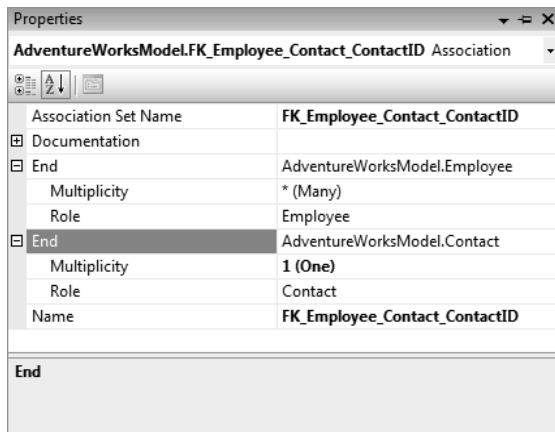 Properties
AdventureWorksModel.FK_Employee_Contact_ContactID Association
Association Set Name FK_Employee_Contact_ContactID
Documentation
End AdventureWorksModel.Employee
Multiplicity * (Many)
Role Employee
End AdventureWorksModel.Contact
Multiplicity 1 (One)
Role Contact
Name FK_Employee_Contact_ContactID
End